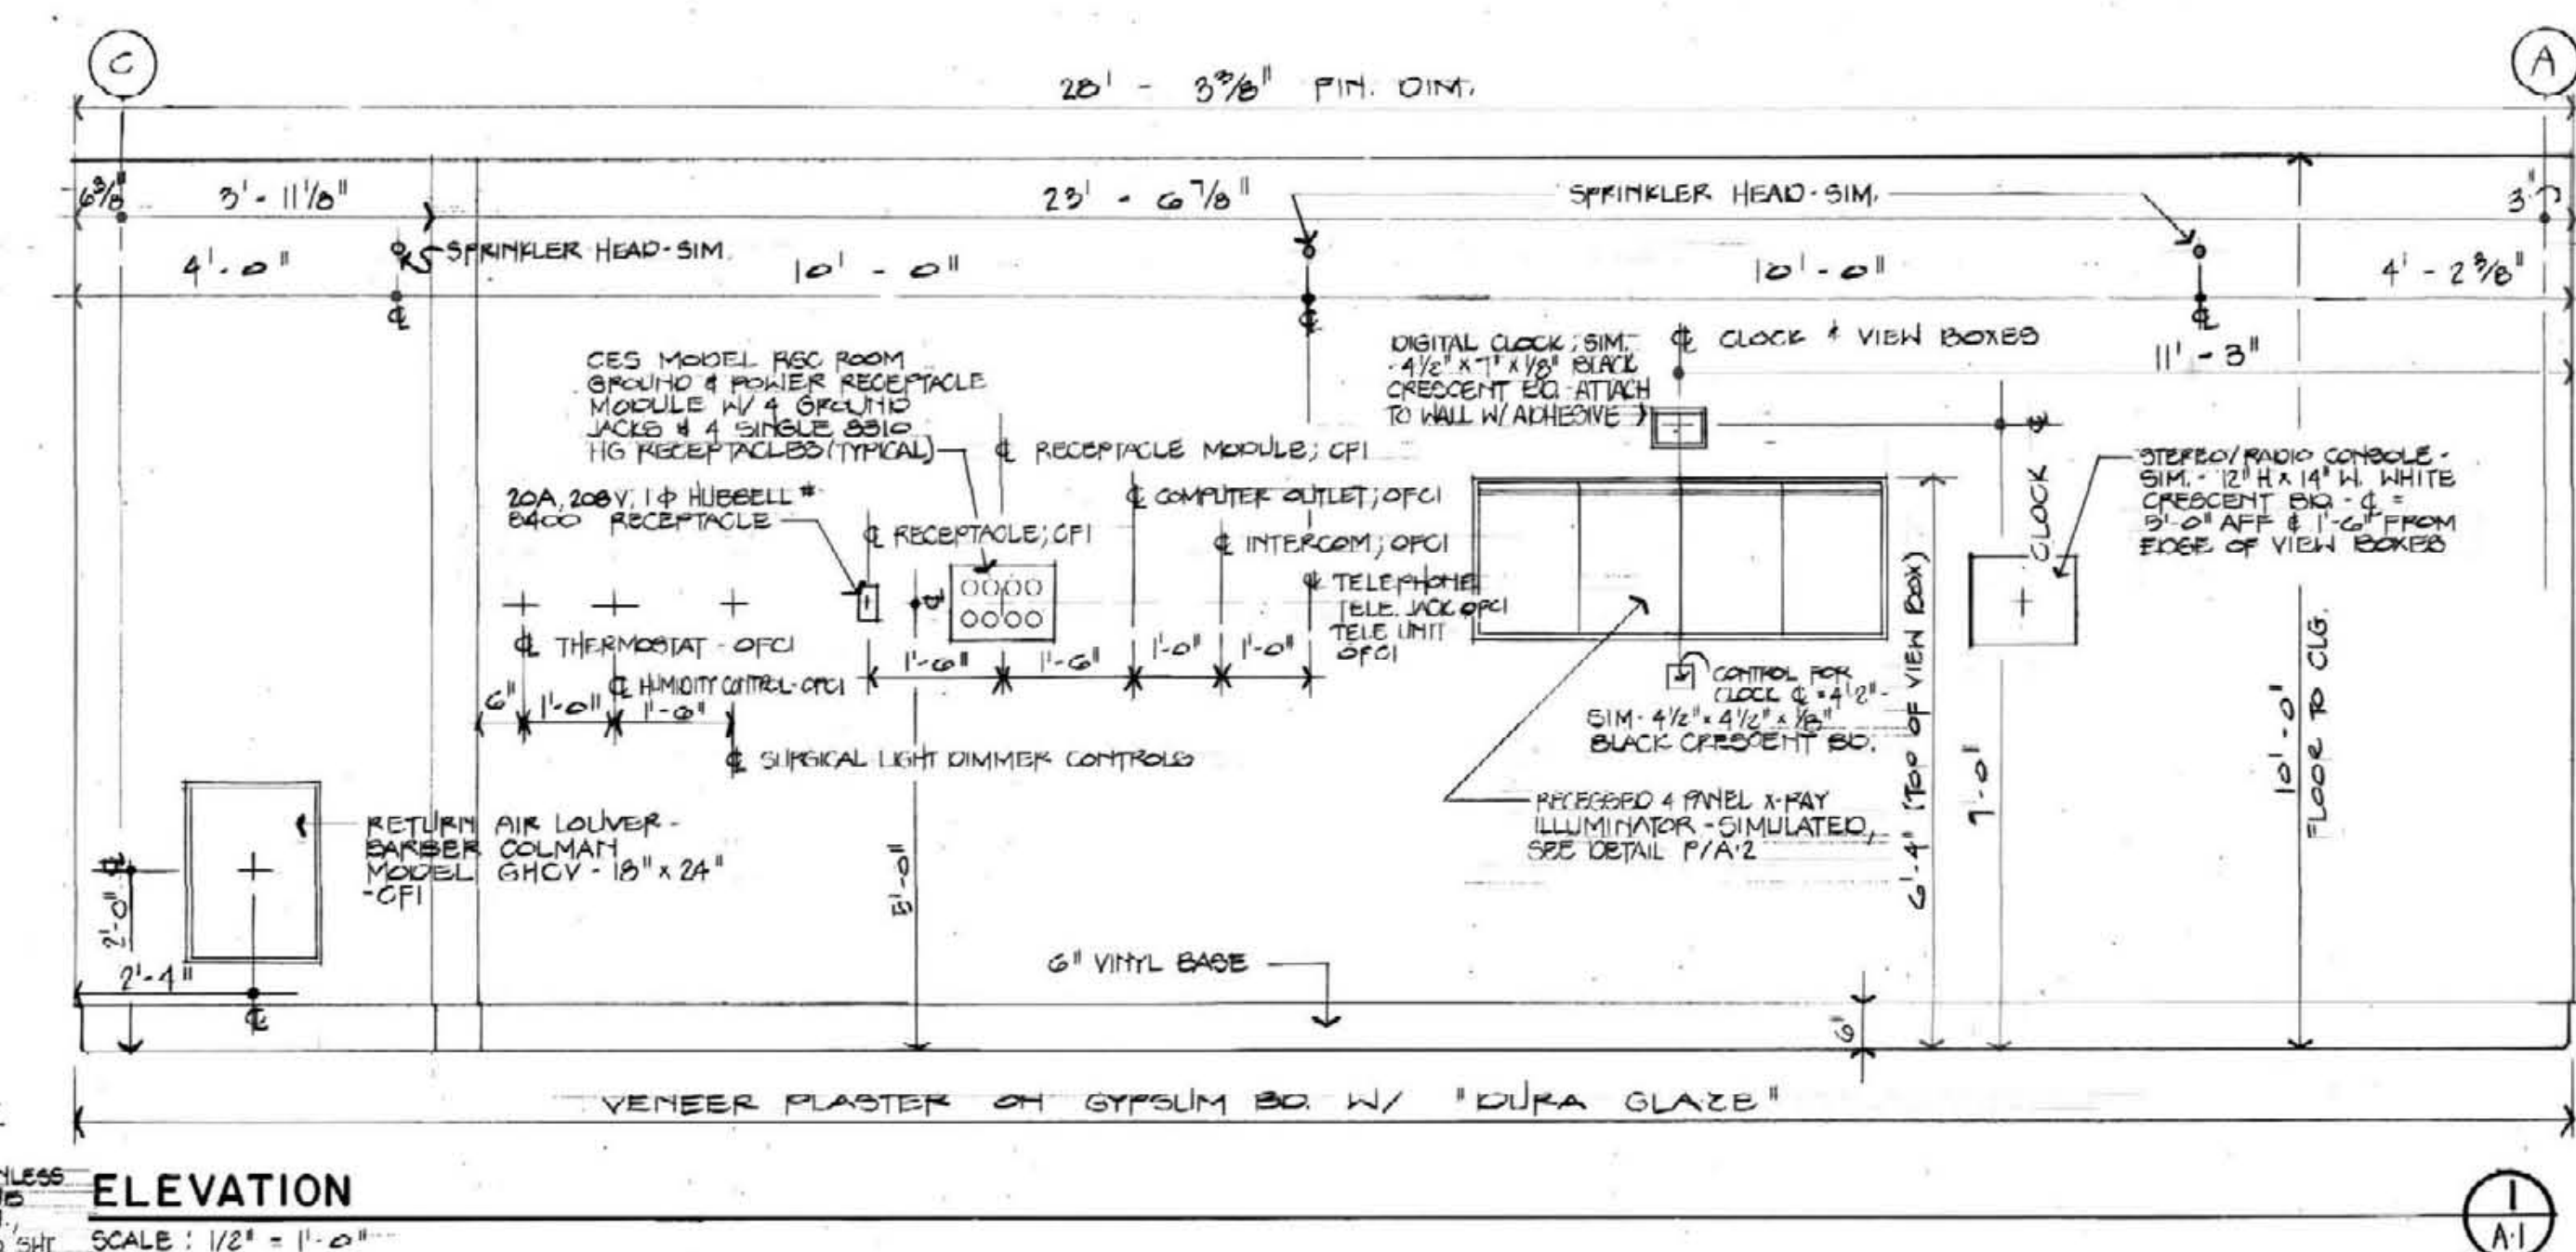 C
A
28' - 3 3/8" FIN. DIM.
6 3/8"
3' - 11 1/8"
23' - 6 7/8"
SPRINKLER HEAD - SIM.
3"
4'-0"
SPRINKLER HEAD - SIM.
10' - 0"
10'-0"
4' - 2 3/8"
℄
℄
℄
CES MODEL RGC ROOM
GROUND & POWER RECEPTACLE
MODULE W/ 4 GROUND
JACKS & 4 SINGLE 8310
HG RECEPTACLES (TYPICAL)
DIGITAL CLOCK; SIM. -
4 1/2" x 7" x 1/8" BLACK
CRESCENT BD. ATTACH
TO WALL W/ ADHESIVE
℄ CLOCK & VIEW BOXES
11' - 3"
℄ RECEPTACLE MODULE; CFI
20A, 208V, 1Φ HUBBELL #
8400 RECEPTACLE
℄ COMPUTER OUTLET; OFCI
℄ RECEPTACLE; CFI
℄ INTERCOM; OFCI
℄
℄ TELEPHONE
TELE. JACK OFCI
TELE UNIT
OFCI
℄
CLOCK
STEREO/RADIO CONSOLE -
SIM. - 12" H x 14" W. WHITE
CRESCENT BD. - ℄ =
5'-0" AFF & 1'-6" FROM
EDGE OF VIEW BOXES
℄ THERMOSTAT - OFCI
1'-6"
1'-6"
1'-0"
1'-0"
℄ HUMIDITY CONTROL - OFCI
6"
1'-0"
1'-6"
℄ SURGICAL LIGHT DIMMER CONTROLS
CONTROL FOR
CLOCK ℄ = 4'2" -
SIM - 4 1/2" x 4 1/2" x 1/8"
BLACK CRESCENT BD.
RECESSED 4 PANEL X-RAY
ILLUMINATOR - SIMULATED,
SEE DETAIL P/A·2
6'-4" (TOP OF VIEW BOX)
7'-0"
10'-0"
FLOOR TO CLG.
RETURN AIR LOUVER -
BARBER COLMAN
MODEL GHCV - 18" x 24"
- CFI
℄
2'-0"
2'-4"
℄
5'-0"
6" VINYL BASE
6"
VENEER PLASTER ON GYPSUM BD. W/ "DURA GLAZE"
ELEVATION
SCALE : 1/2" = 1'-0"
1
A·1
SHT